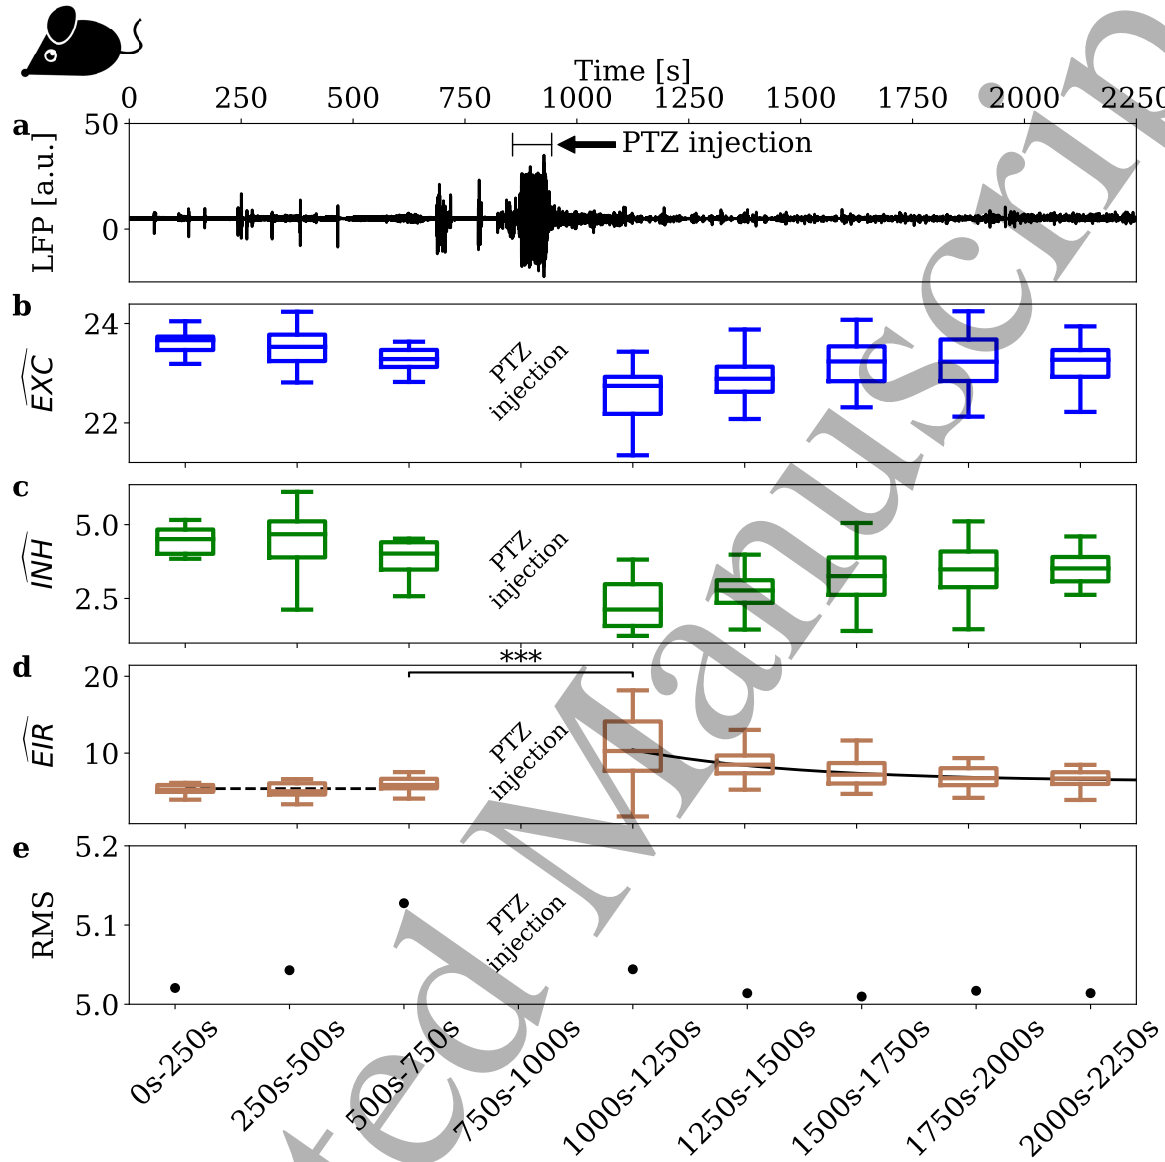 Time [s]
0 250 500 750 1000 1250 1500 1750 2000 2250
a
50
0
LFP [a.u.]
PTZ injection
b
24
22
EXC
PTZ
injection
c
5.0
2.5
INH
PTZ
injection
d
20
10
EIR
***
PTZ
injection
e
5.2
5.1
5.0
RMS
PTZ
injection
0s-250s
250s-500s
500s-750s
750s-1000s
1000s-1250s
1250s-1500s
1500s-1750s
1750s-2000s
2000s-2250s
ted Manuscrip